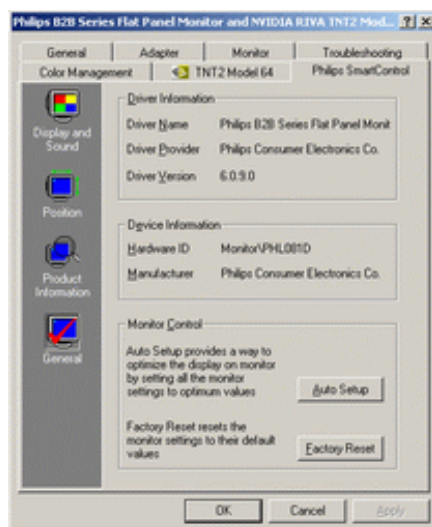 Philips B2B Series Flat Panel Monitor and NVIDIA RIVA TNT2 Mod...
General Adapter Monitor Troubleshooting
Color Management TNT2 Model 64 Philips SmartControl
Display and
Sound
Position
Product
Information
General
Driver Information
Driver Name Philips B2B Series Flat Panel Monit
Driver Provider Philips Consumer Electronics Co.
Driver Version 6.0.9.0
Device Information
Hardware ID Monitor\PHL081D
Manufacturer Philips Consumer Electronics Co.
Monitor Control
Auto Setup provides a way to
optimize the display on monitor
by setting all the monitor
settings to optimum values
Auto Setup
Factory Reset resets the
monitor settings to their default
values
Factory Reset
OK Cancel Apply